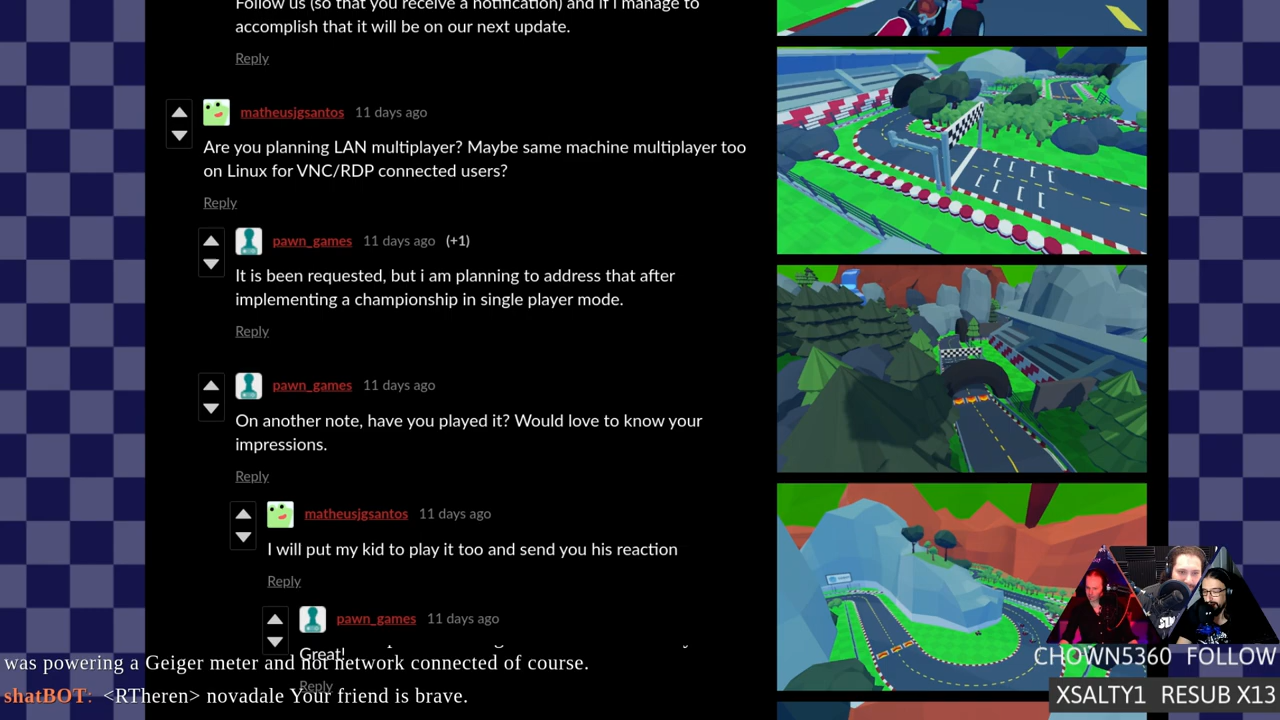 Follow us (so that you receive a notification) and if i manage to
accomplish that it will be on our next update.
Reply
matheusjgsantos 11 days ago
Are you planning LAN multiplayer? Maybe same machine multiplayer too
on Linux for VNC/RDP connected users?
Reply
pawn_games 11 days ago (+1)
It is been requested, but i am planning to address that after
implementing a championship in single player mode.
Reply
pawn_games 11 days ago
On another note, have you played it? Would love to know your
impressions.
Reply
matheusjgsantos 11 days ago
I will put my kid to play it too and send you his reaction
Reply
pawn_games 11 days ago
Great!
was powering a Geiger meter and not network connected of course.
Reply
shatBOT: <RTheren> novadale Your friend is brave.
CHOWN5360 FOLLOW
XSALTY1 RESUB X13